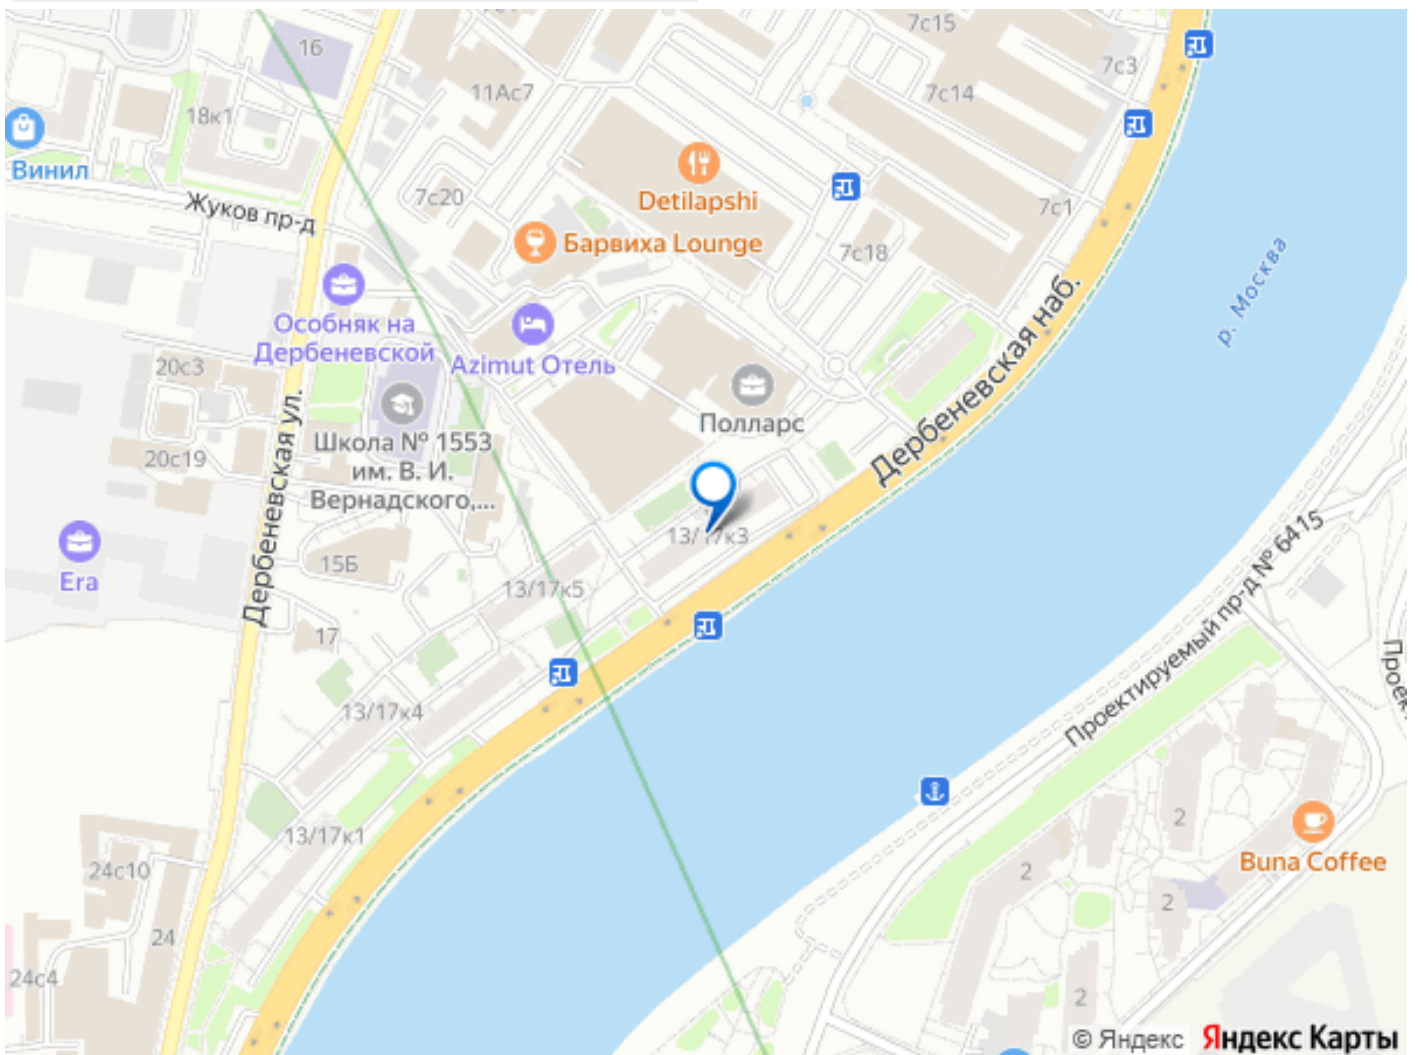 7с15
16
7с3
11Ас7
7с14
18к1
Винил
Detilapshi
7с20
Жуков пр-д
7с1
Барвиха Lounge
7с18
р. Москва
Особняк на
Дербеневской
Azimut Отель
Дербеневская наб.
20с3
Полларс
Школа № 1553
им. В. И.
Вернадского,...
20с19
Дербеневская ул.
13/17к3
Era
15Б
13/17к5
Проектируемый пр-д № 6415
17
13/17к4
Проек
2
13/17к1
Buna Coffee
24с10
2
2
24
24с4
2
© Яндекс Яндекс Карты